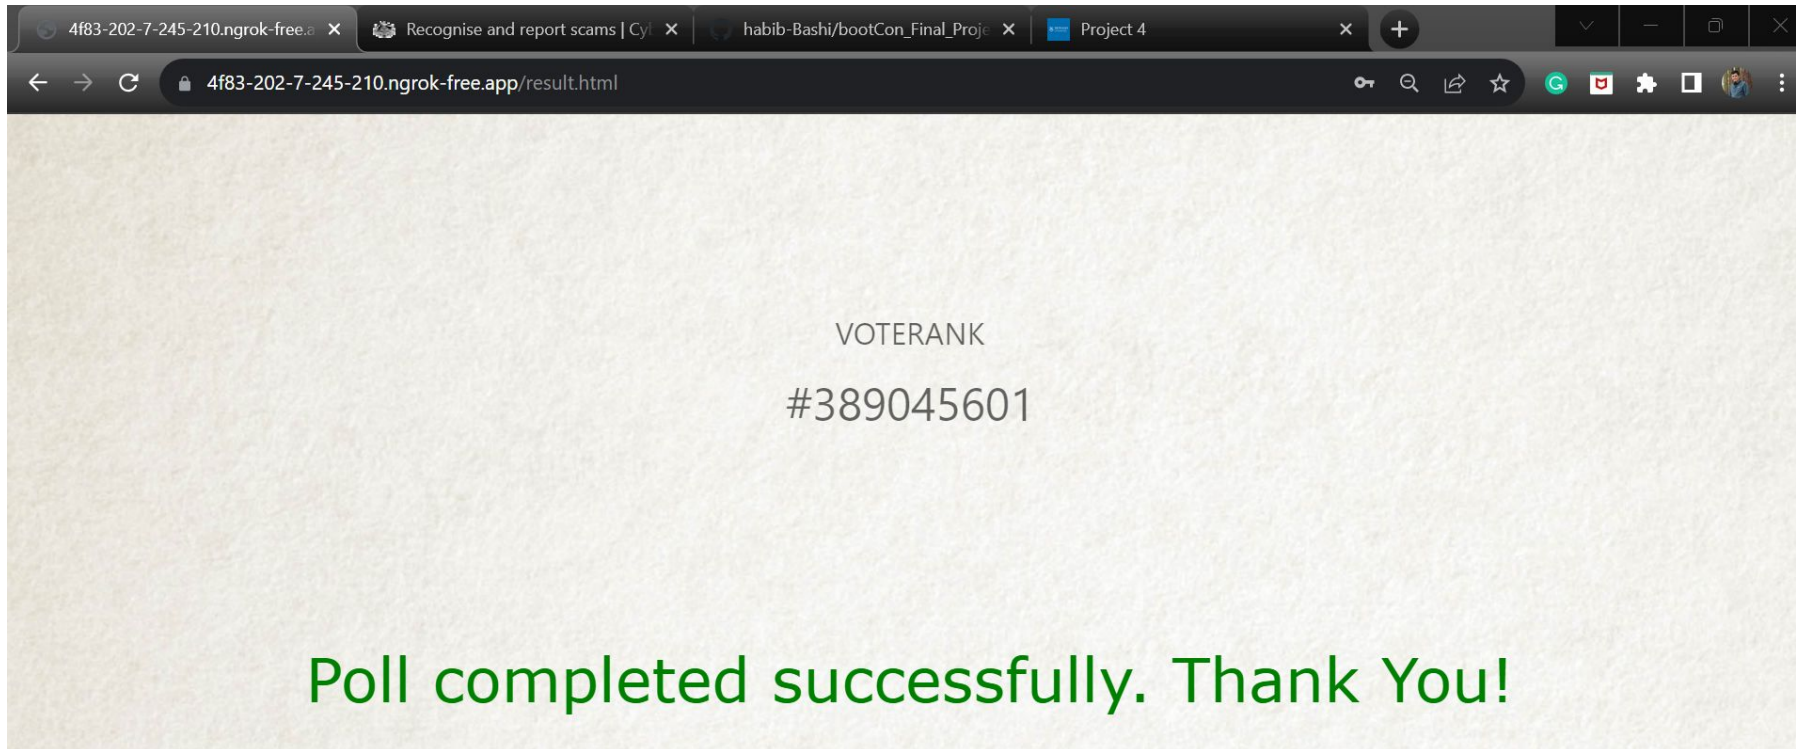 4f83-202-7-245-210.ngrok-free.a
Recognise and report scams | Cyl
habib-Bashi/bootCon_Final_Proje
Project 4
4f83-202-7-245-210.ngrok-free.app/result.html
VOTERANK
#389045601
Poll completed successfully. Thank You!